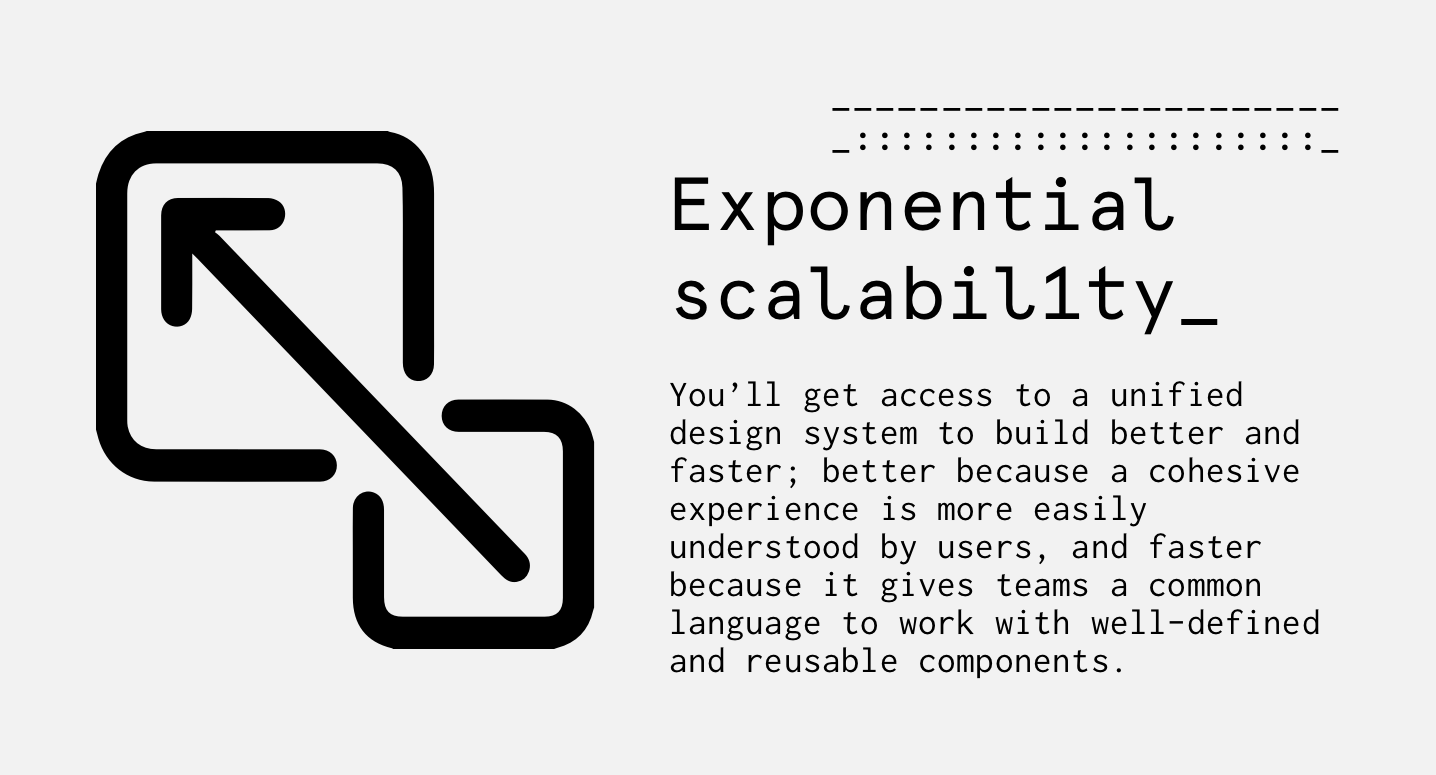 _______________________
_:::::::::::::::::::::_
Exponential
scalabil1ty_
You’ll get access to a unified
design system to build better and
faster; better because a cohesive
experience is more easily
understood by users, and faster
because it gives teams a common
language to work with well-defined
and reusable components.